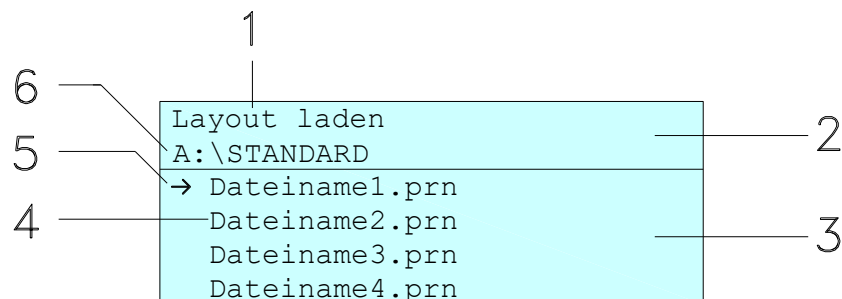 1
6
Layout laden
2
A:\STANDARD
5
→ Dateiname1.prn
4
Dateiname2.prn
3
Dateiname3.prn
Dateiname4.prn